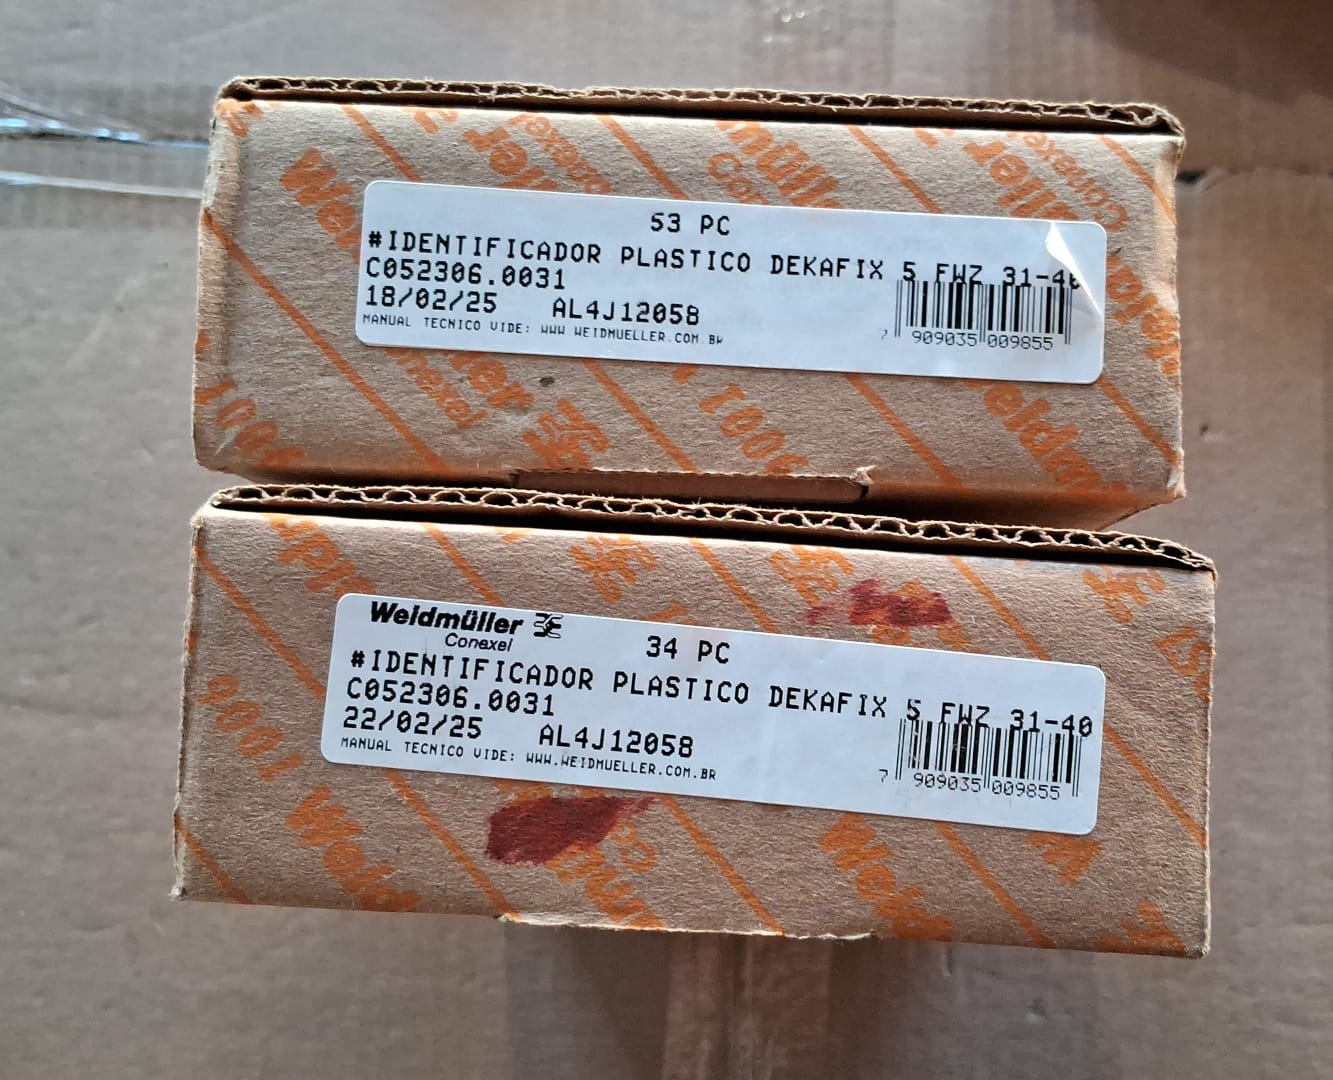 53 PC
#IDENTIFICADOR PLASTICO DEKAFIX 5 FWZ 31-40
C052306.0031
18/02/25 AL4J12058
MANUAL TECNICO VIDE: WWW.WEIDMUELLER.COM.BR
7 909035 009855
Weidmüller
Conexel
34 PC
#IDENTIFICADOR PLASTICO DEKAFIX 5 FWZ 31-40
C052306.0031
22/02/25 AL4J12058
MANUAL TECNICO VIDE: WWW.WEIDMUELLER.COM.BR
7 909035 009855